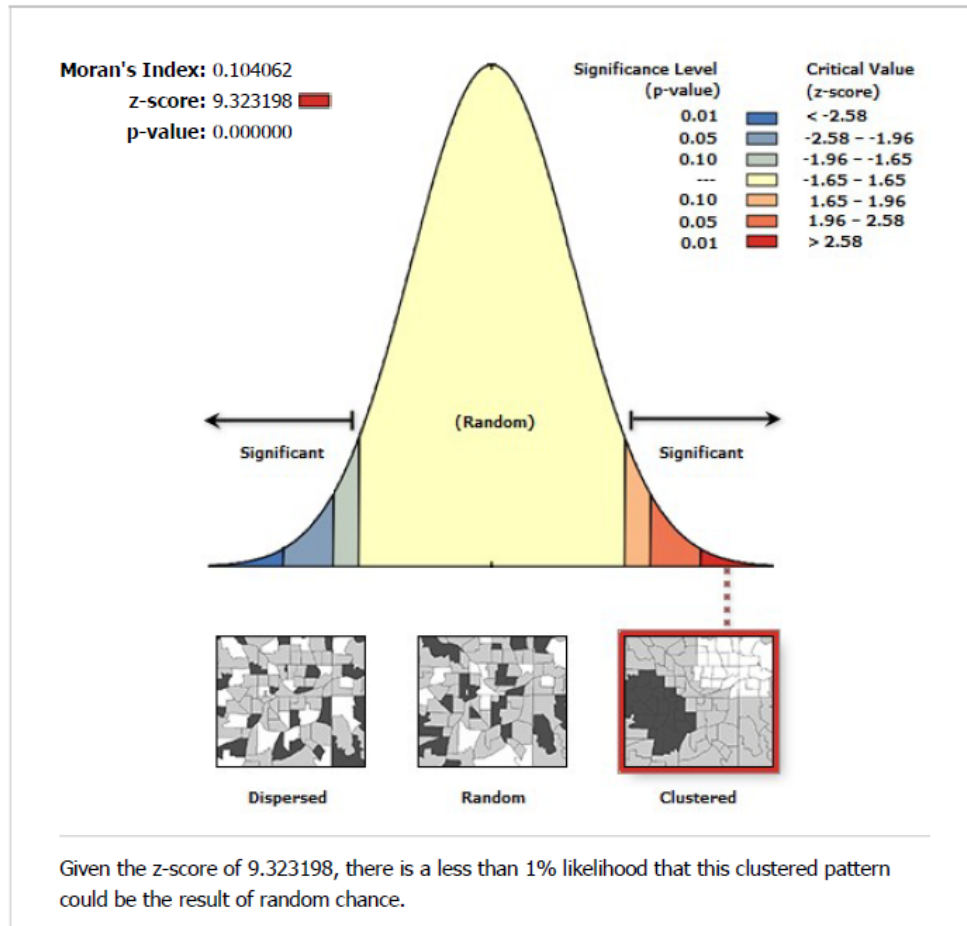 Moran's Index: 0.104062
z-score: 9.323198
p-value: 0.000000
Significance Level
(p-value)
Critical Value
(z-score)
0.01 < -2.58
0.05 -2.58 – -1.96
0.10 -1.96 – -1.65
--- -1.65 – 1.65
0.10 1.65 – 1.96
0.05 1.96 – 2.58
0.01 > 2.58
(Random)
Significant
Significant
Dispersed
Random
Clustered
Given the z-score of 9.323198, there is a less than 1% likelihood that this clustered pattern
could be the result of random chance.